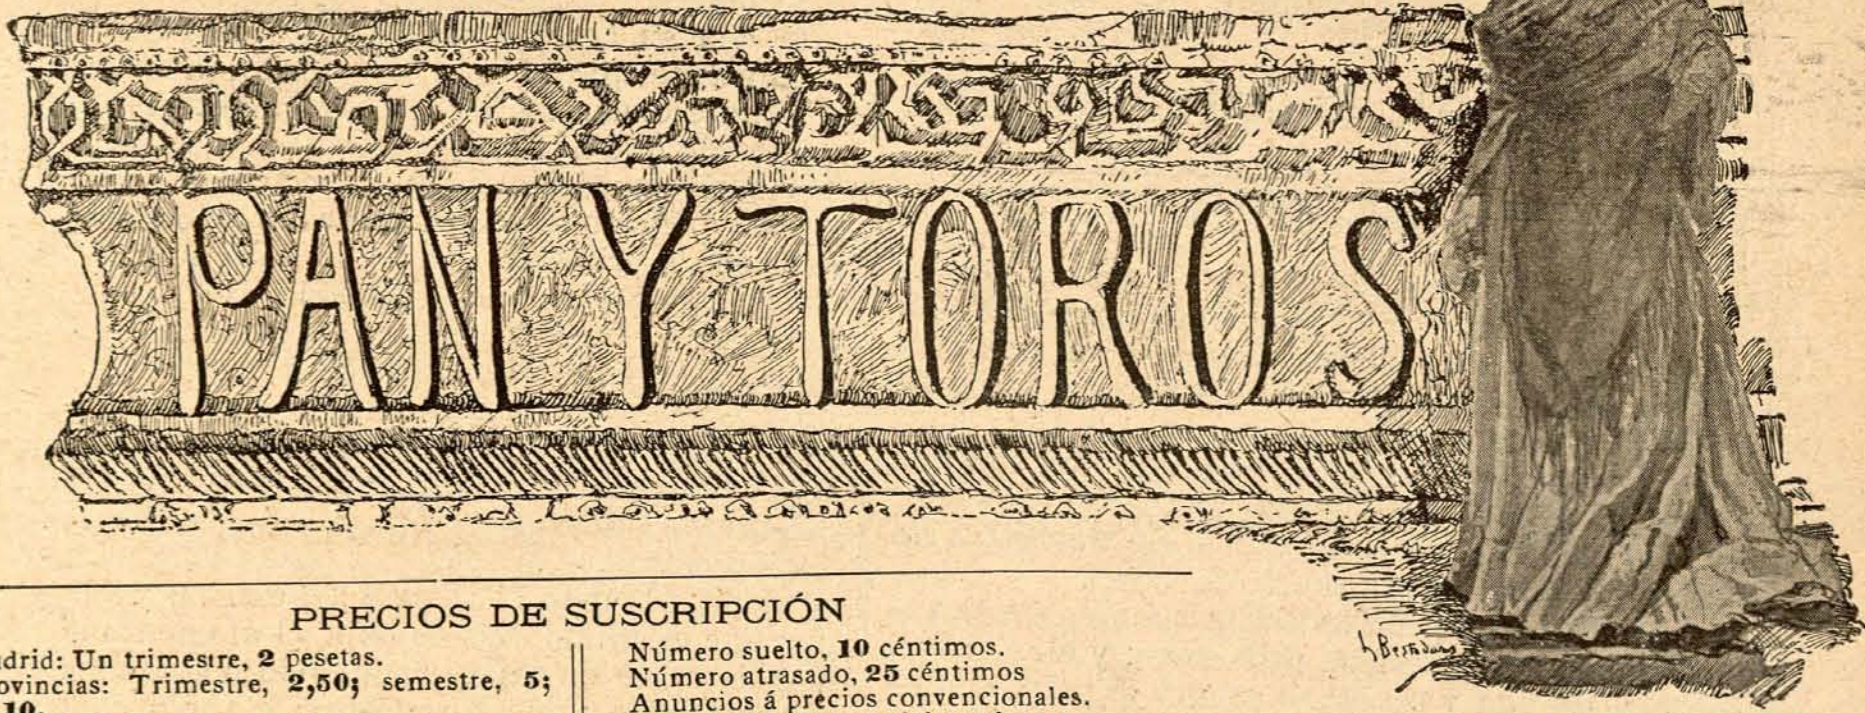 PAN Y TOROS
PRECIOS DE SUSCRIPCIÓN
drid: Un trimestre, 2 pesetas.
ovincias: Trimestre, 2,50; semestre, 5;
10.
Número suelto, 10 céntimos.
Número atrasado, 25 céntimos
Anuncios á precios convencionales.